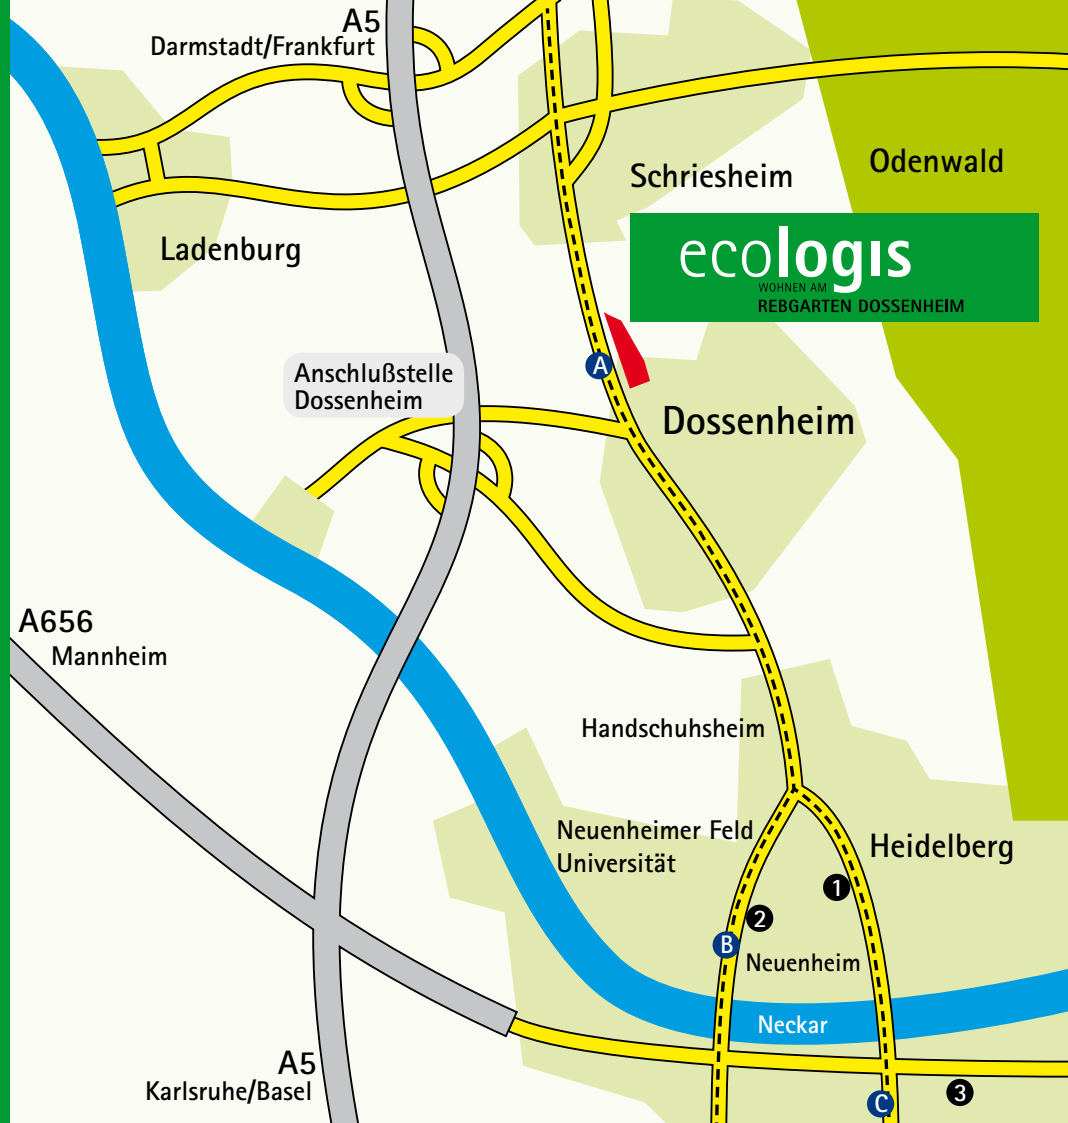 A5
Darmstadt/Frankfurt
Schriesheim
Odenwald
Ladenburg
ecologis
WOHNEN AM
REBGARTEN DOSSENHEIM
A
Anschlußstelle
Dossenheim
Dossenheim
A656
Mannheim
Handschuhsheim
Neuenheimer Feld
Universität
Heidelberg
1
2
B
Neuenheim
Neckar
A5
Karlsruhe/Basel
3
C